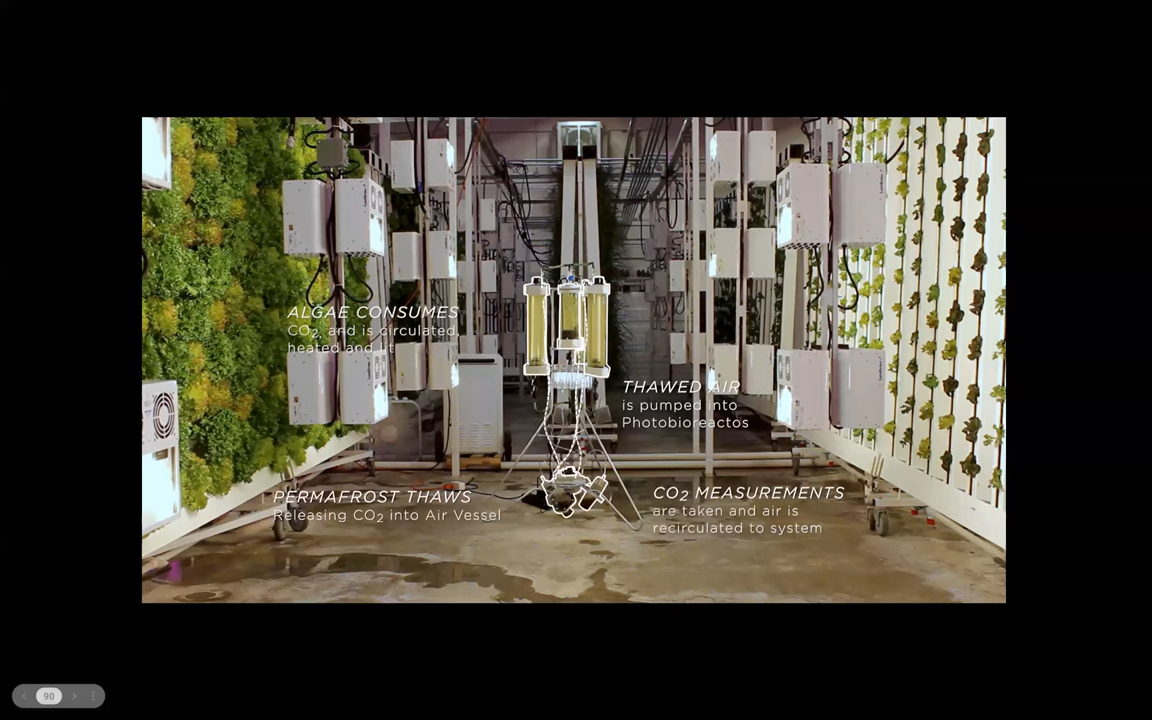 ALGAE CONSUMES
CO2, and is circulated,
heated and lit
THAWED AIR
is pumped into
Photobioreactos
PERMAFROST THAWS
Releasing CO2 into Air Vessel
CO2 MEASUREMENTS
are taken and air is
recirculated to system
90